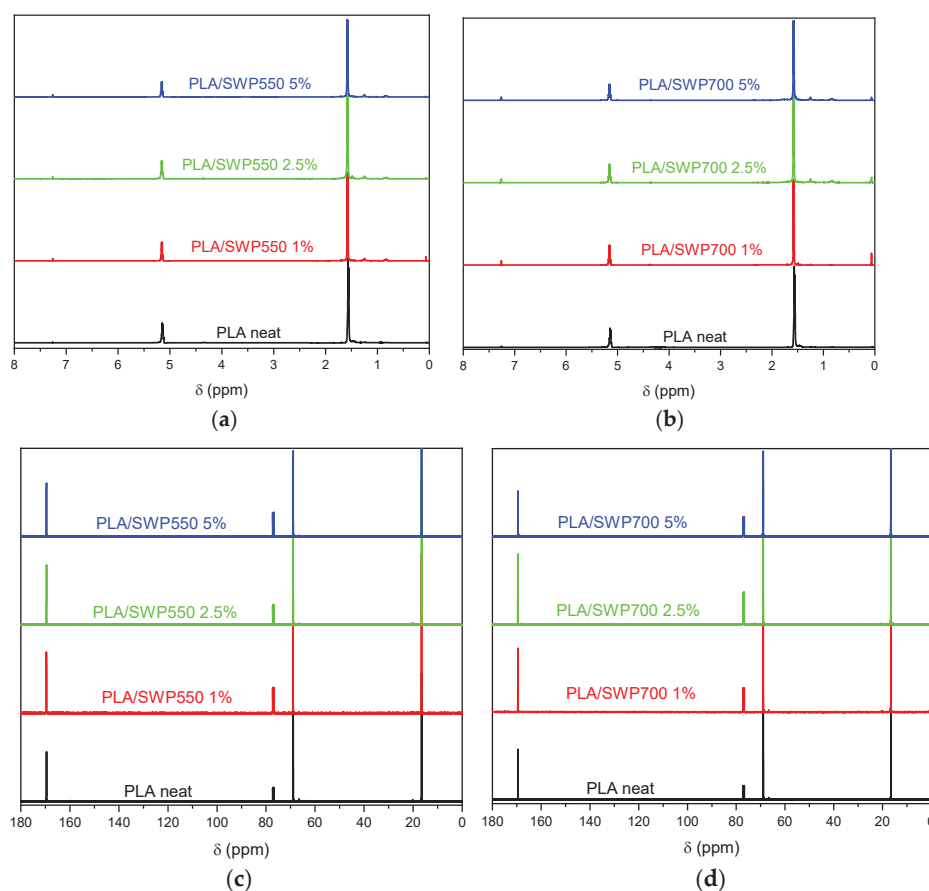 PLA/SWP550 5%
PLA/SWP550 2.5%
PLA/SWP550 1%
PLA neat
8 7 6 5 4 3 2 1 0
δ (ppm)
(a)
PLA/SWP700 5%
PLA/SWP700 2.5%
PLA/SWP700 1%
PLA neat
8 7 6 5 4 3 2 1 0
δ (ppm)
(b)
PLA/SWP550 5%
PLA/SWP550 2.5%
PLA/SWP550 1%
PLA neat
180 160 140 120 100 80 60 40 20 0
δ (ppm)
(c)
PLA/SWP700 5%
PLA/SWP700 2.5%
PLA/SWP700 1%
PLA neat
180 160 140 120 100 80 60 40 20 0
δ (ppm)
(d)